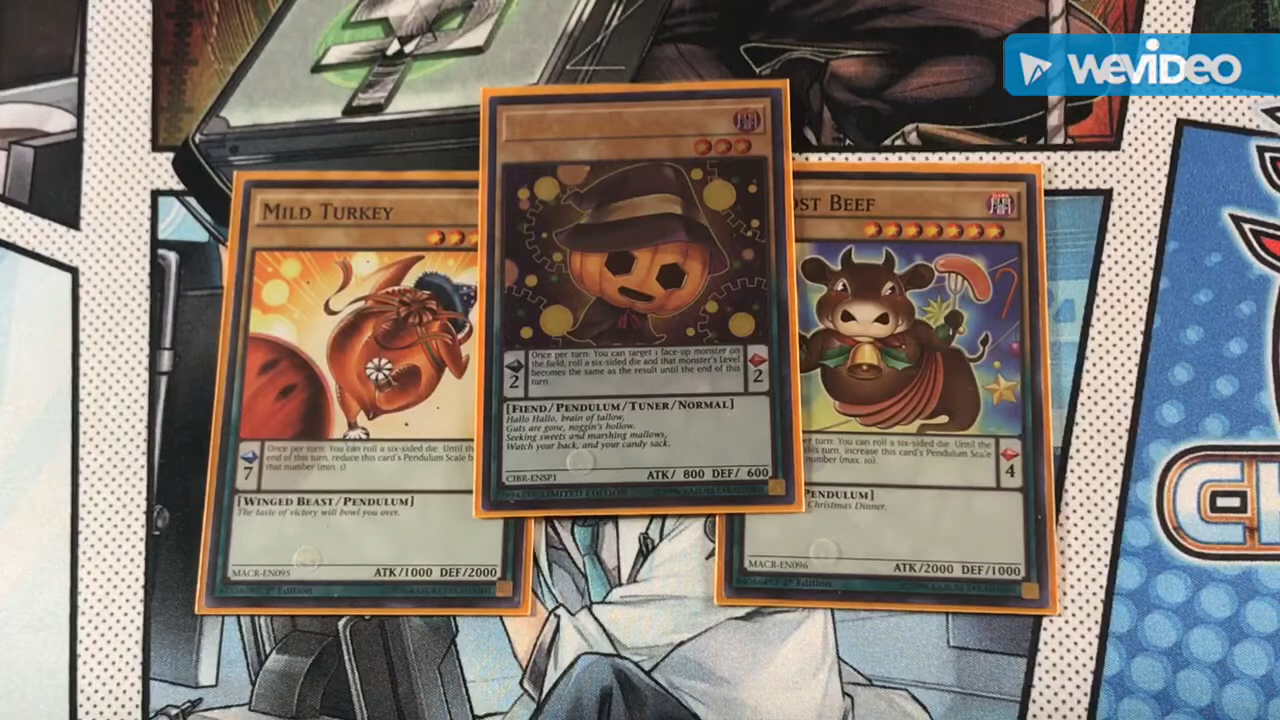 WEVIDEO
MILD TURKEY
OST BEEF
Once per turn: You can target 1 face-up monster on
the field, roll a six-sided die and that monster's Level
becomes the same as the result until the end of this
turn.
2
2
[FIEND/PENDULUM/TUNER/NORMAL]
Hallo Hallo, brain of tallow,
Guts are gone, noggin's hollow.
Seeking sweets and marshing mallows,
Watch your back, and your candy sack.
ATK/ 800 DEF/ 600
CIBR-ENSP1
LIMITED EDITION
Once per turn: You can roll a six-sided die. Until the
end of this turn, reduce this card's Pendulum Scale b
that number (min. 1)
7
[WINGED BEAST/PENDULUM]
The taste of victory will bowl you over.
ATK/1000 DEF/2000
MACR-EN095
1st Edition
r turn: You can roll a six-sided die. Until the
this turn, increase this card's Pendulum Scale
number (max. 10).
4
PENDULUM]
Christmas Dinner.
ATK/2000 DEF/1000
MACR-EN096
1st Edition